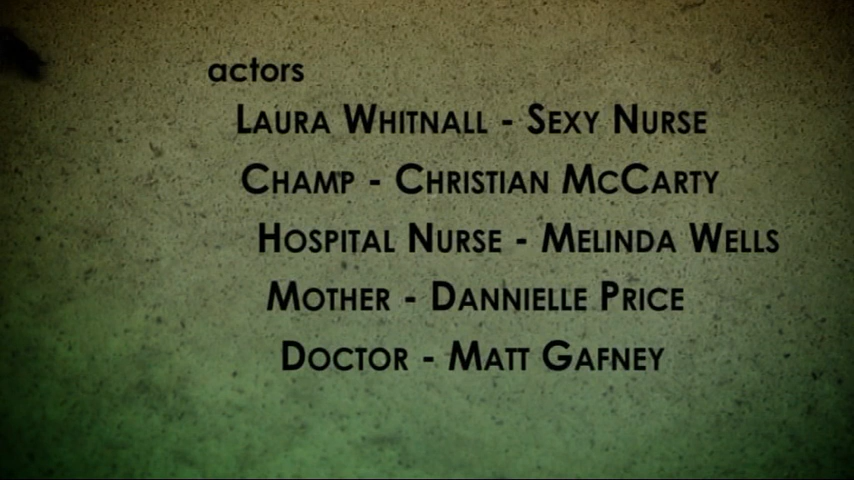 actors
Laura Whitnall - Sexy Nurse
Champ - Christian McCarty
Hospital Nurse - Melinda Wells
Mother - Dannielle Price
Doctor - Matt Gafney